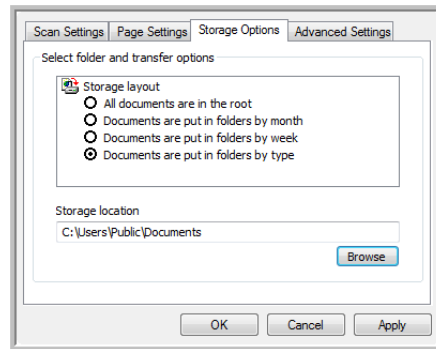 Scan Settings Page Settings Storage Options Advanced Settings
Select folder and transfer options
Storage layout
All documents are in the root
Documents are put in folders by month
Documents are put in folders by week
Documents are put in folders by type
Storage location
C:\Users\Public\Documents
Browse
OK Cancel Apply